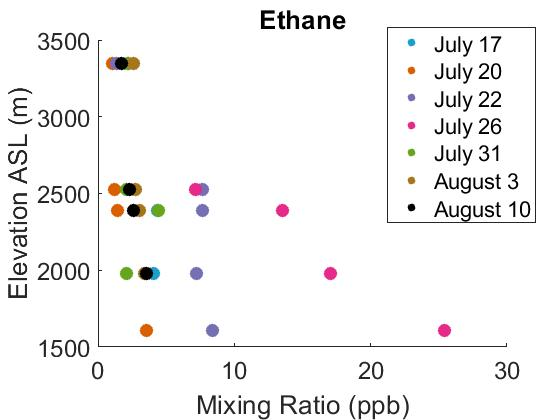 Ethane
July 17
July 20
July 22
July 26
July 31
August 3
August 10
Elevation ASL (m)
3500
3000
2500
2000
1500
0
10
20
30
Mixing Ratio (ppb)